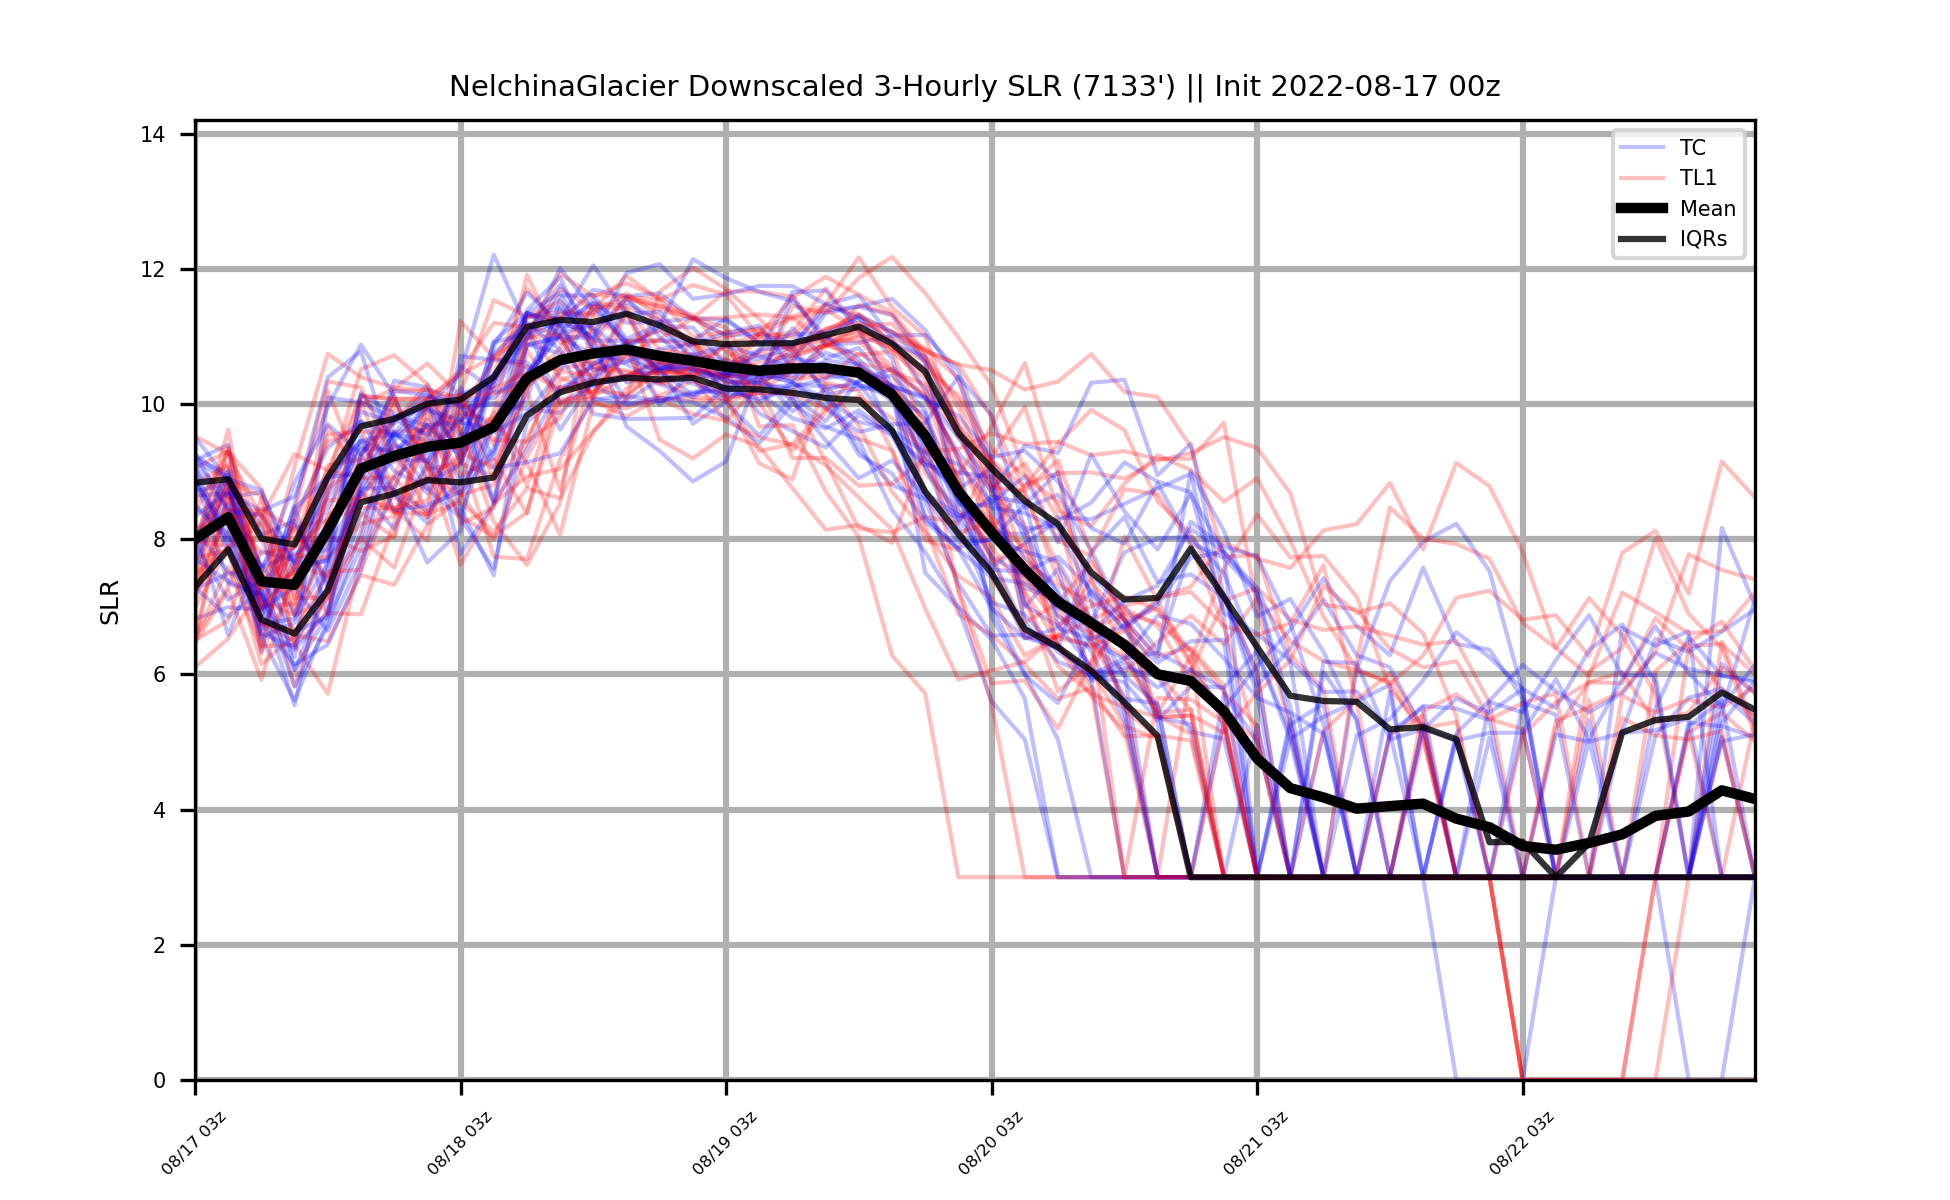 NelchinaGlacier Downscaled 3-Hourly SLR (7133') || Init 2022-08-17 00z
14
12
10
8
6
4
2
0
SLR
TC
TL1
Mean
IQRs
08/17 03z
08/18 03z
08/19 03z
08/20 03z
08/21 03z
08/22 03z